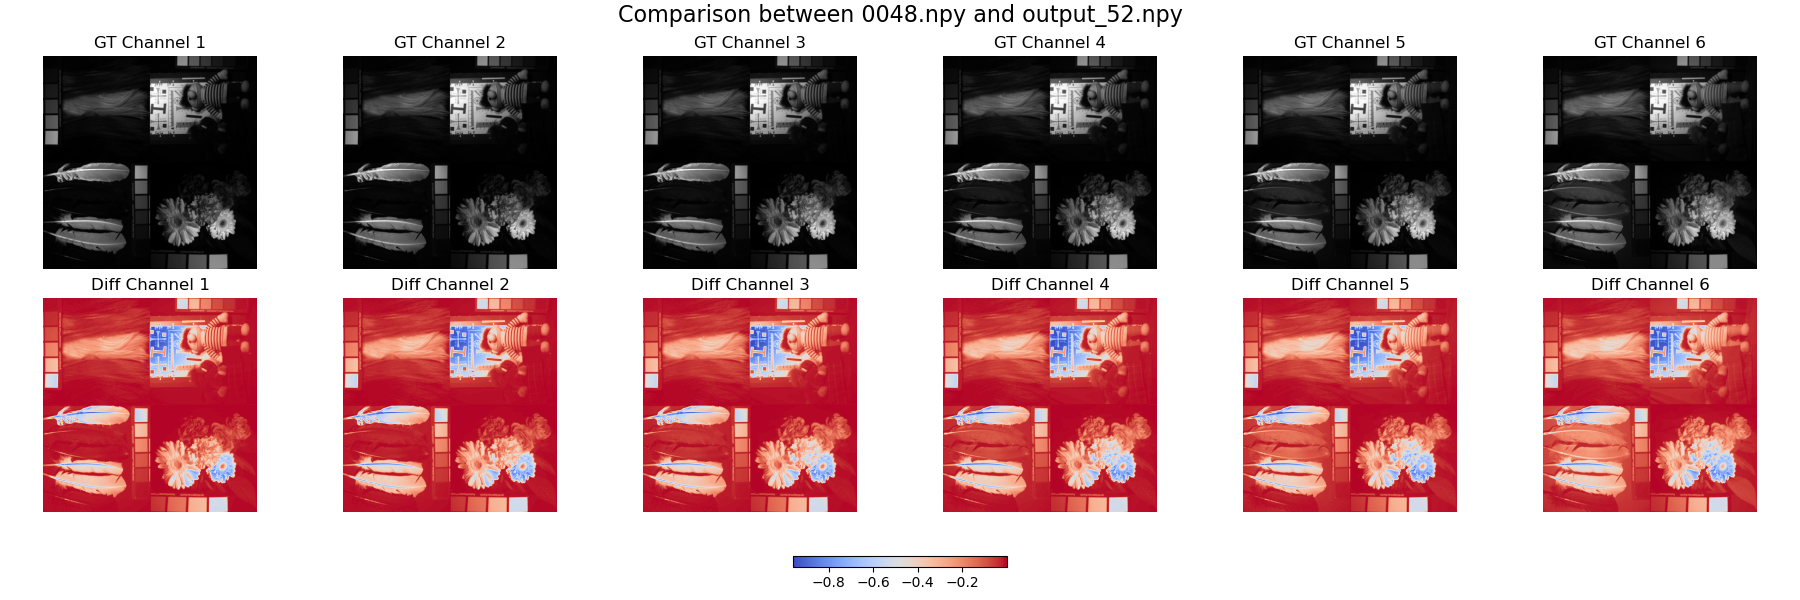 Comparison between 0048.npy and output_52.npy
GT Channel 1
GT Channel 2
GT Channel 3
GT Channel 4
GT Channel 5
GT Channel 6
Diff Channel 1
Diff Channel 2
Diff Channel 3
Diff Channel 4
Diff Channel 5
Diff Channel 6
−0.8 −0.6 −0.4 −0.2